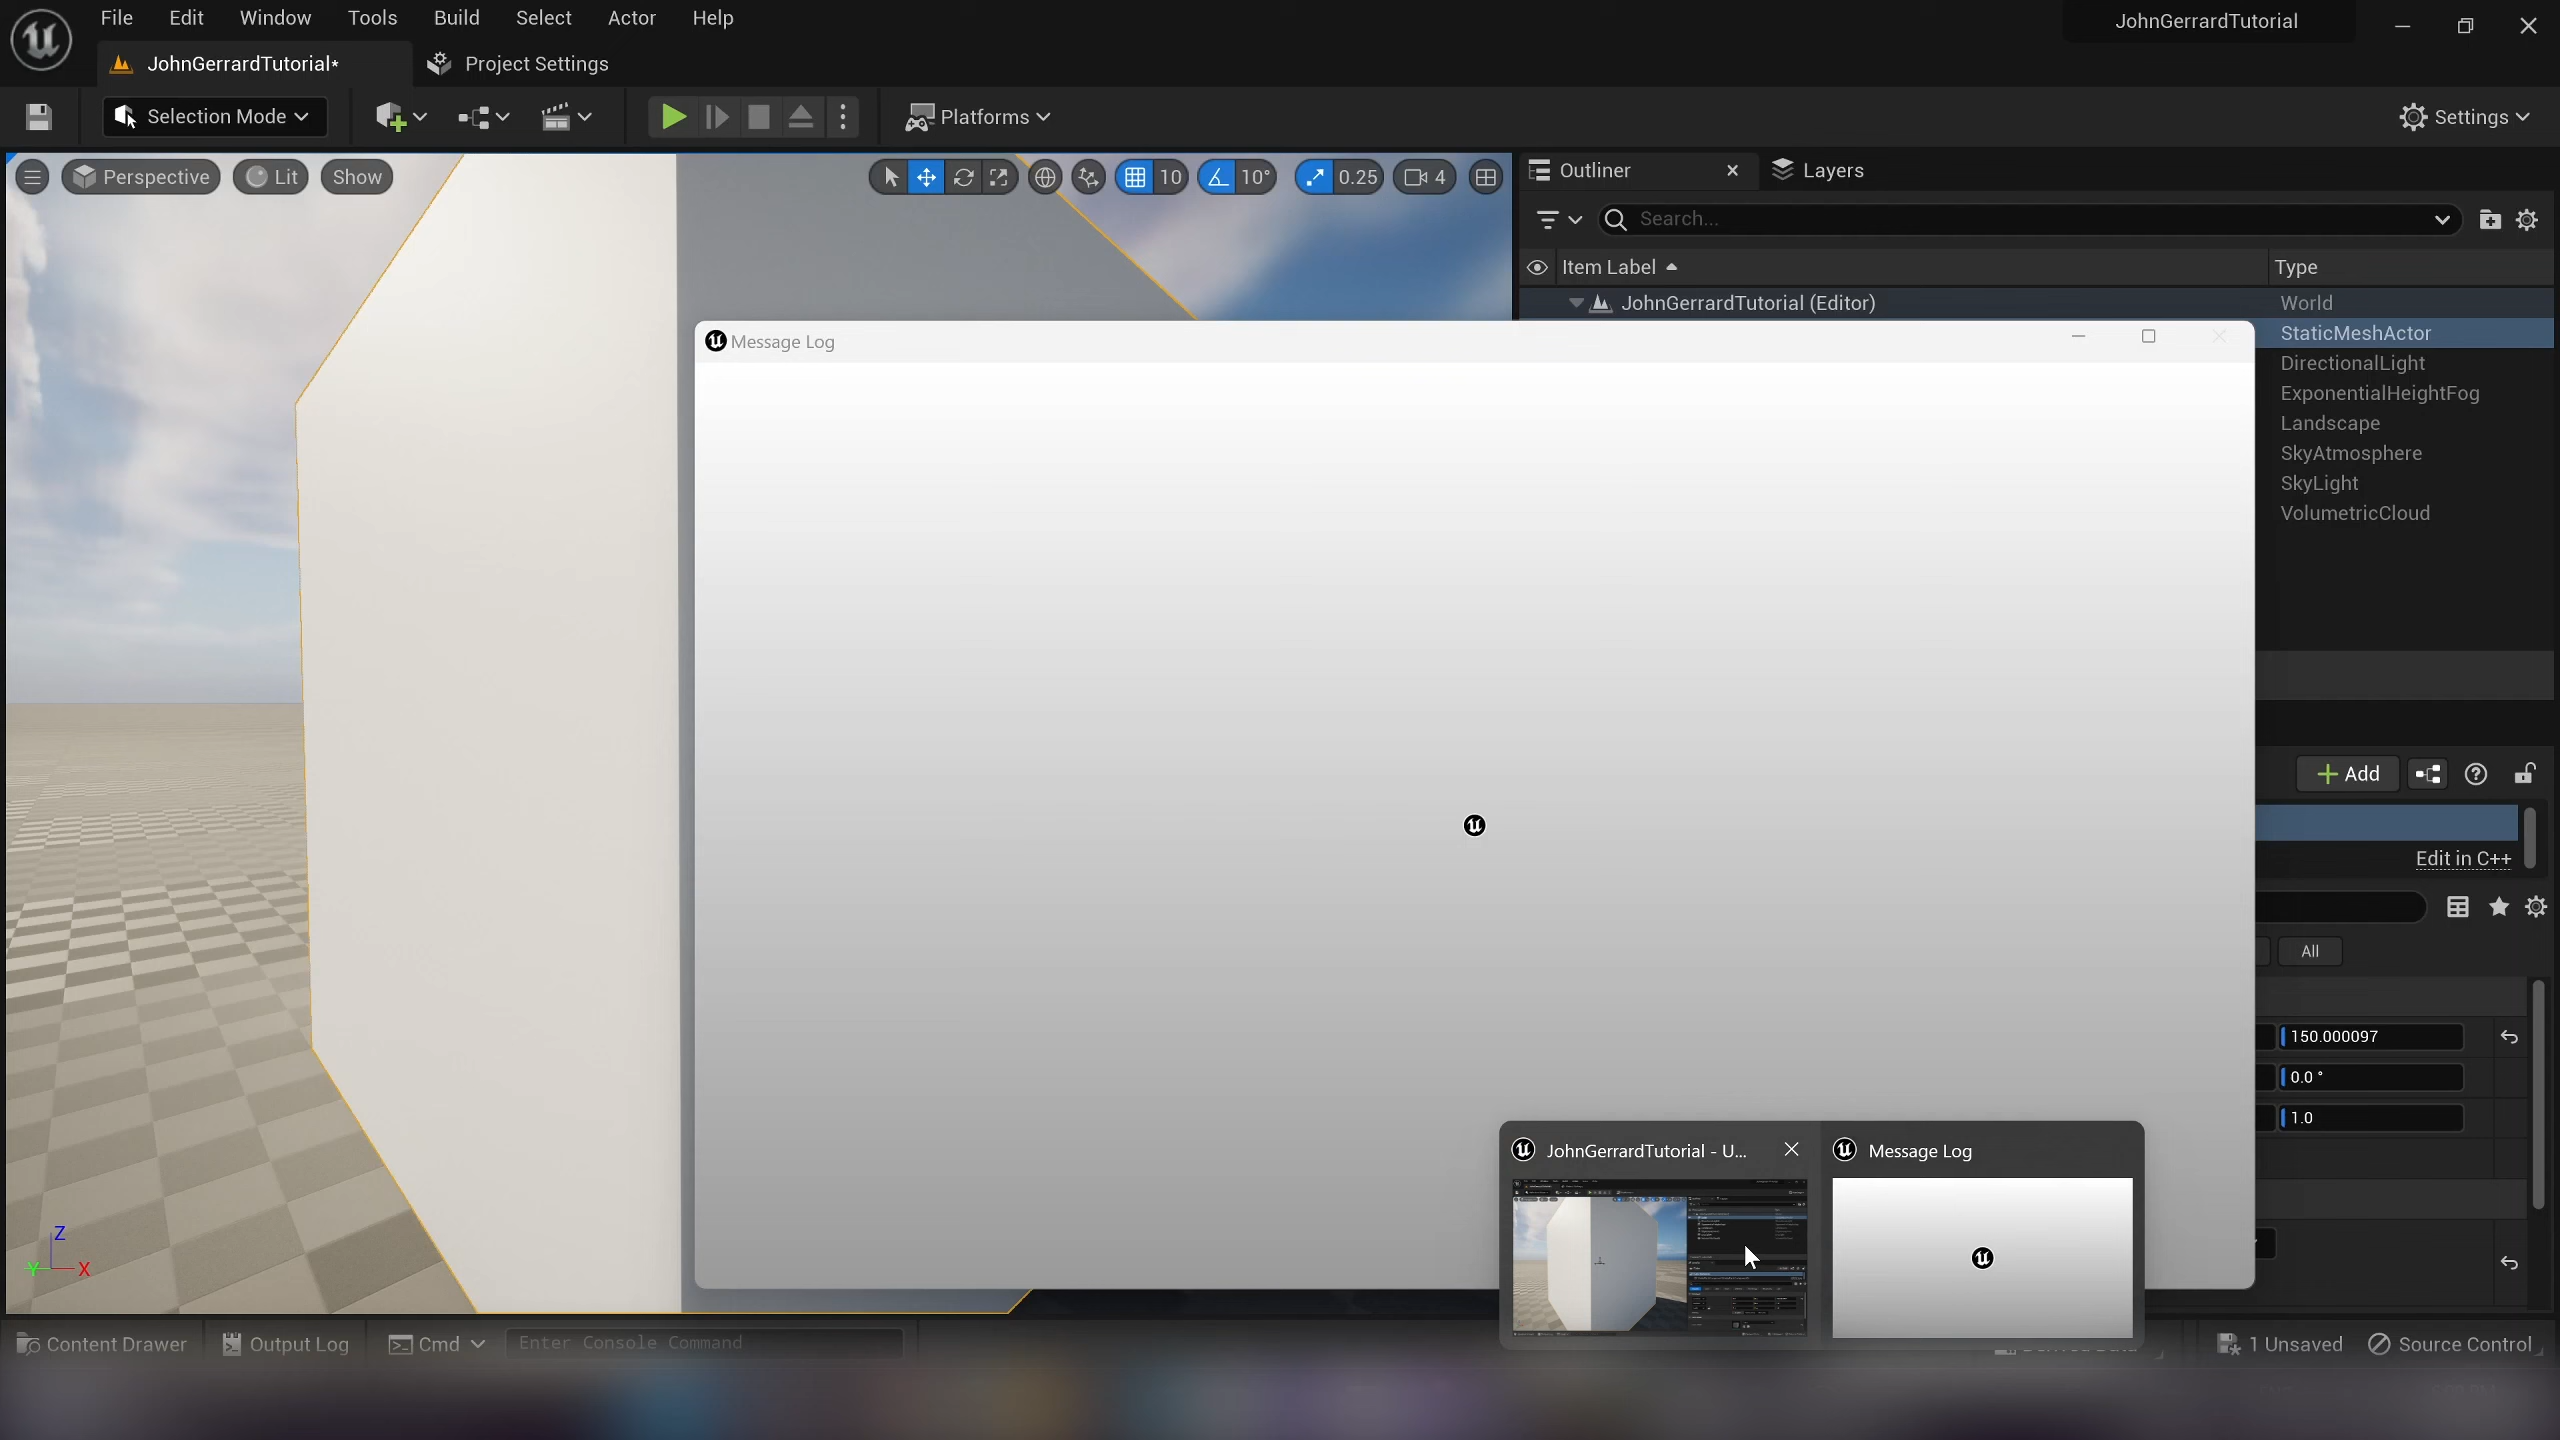 File Edit Window Tools Build Select Actor Help
JohnGerrardTutorial
JohnGerrardTutorial*
Project Settings
Selection Mode
Platforms
Settings
Perspective
Lit
Show
10
10°
0.25
4
Outliner
Layers
Search...
Item Label
Type
JohnGerrardTutorial (Editor)
World
StaticMeshActor
DirectionalLight
ExponentialHeightFog
Landscape
SkyAtmosphere
SkyLight
VolumetricCloud
Message Log
Add
Edit in C++
All
150.000097
0.0 °
1.0
JohnGerrardTutorial - U...
Message Log
Z
Y
X
Content Drawer
Output Log
Cmd
Enter Console Command
1 Unsaved
Source Control